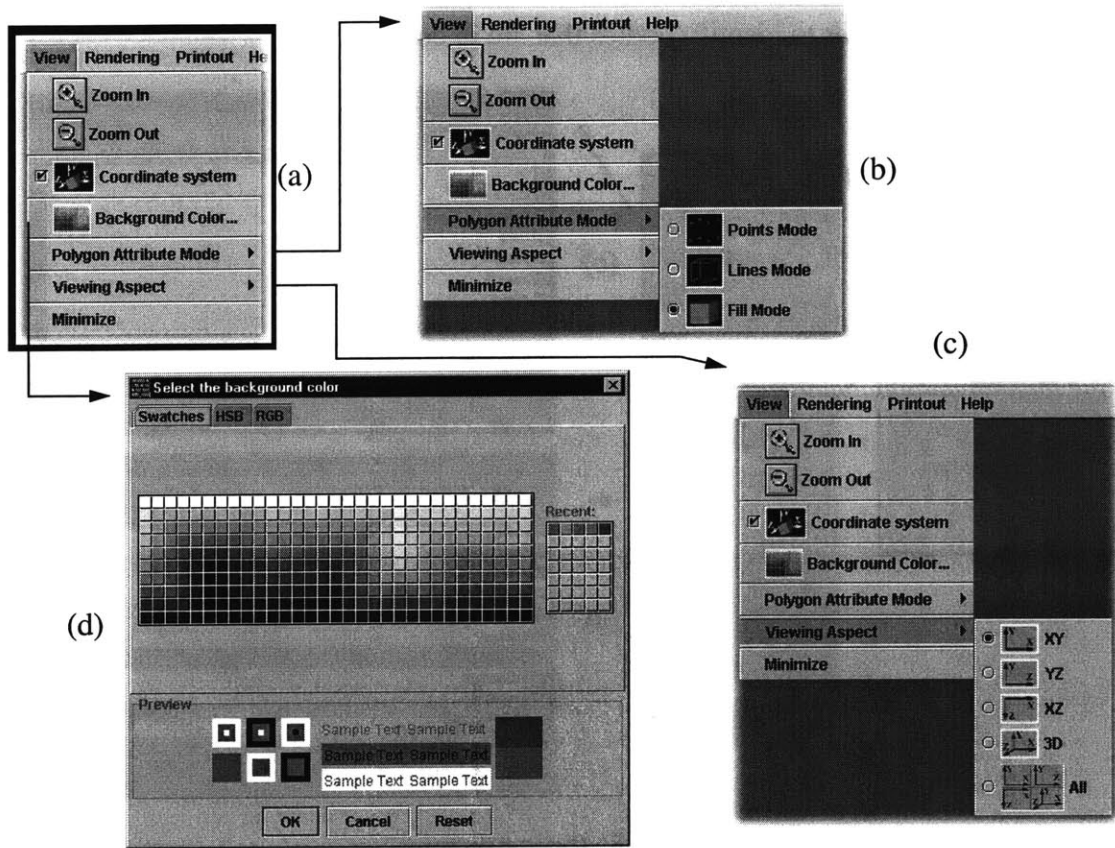 View Rendering Printout He
Zoom In
Zoom Out
Coordinate system
Background Color...
Polygon Attribute Mode
Viewing Aspect
Minimize
(a)
View Rendering Printout Help
Zoom In
Zoom Out
Coordinate system
Background Color...
Polygon Attribute Mode
Viewing Aspect
Minimize
Points Mode
Lines Mode
Fill Mode
(b)
(c)
View Rendering Printout Help
Zoom In
Zoom Out
Coordinate system
Background Color...
Polygon Attribute Mode
Viewing Aspect
Minimize
XY
YZ
XZ
3D
All
(d)
Select the background color
Swatches HSB RGB
Recent:
Preview
Sample Text Sample Text
Sample Text Sample Text
Sample Text Sample Text
OK Cancel Reset